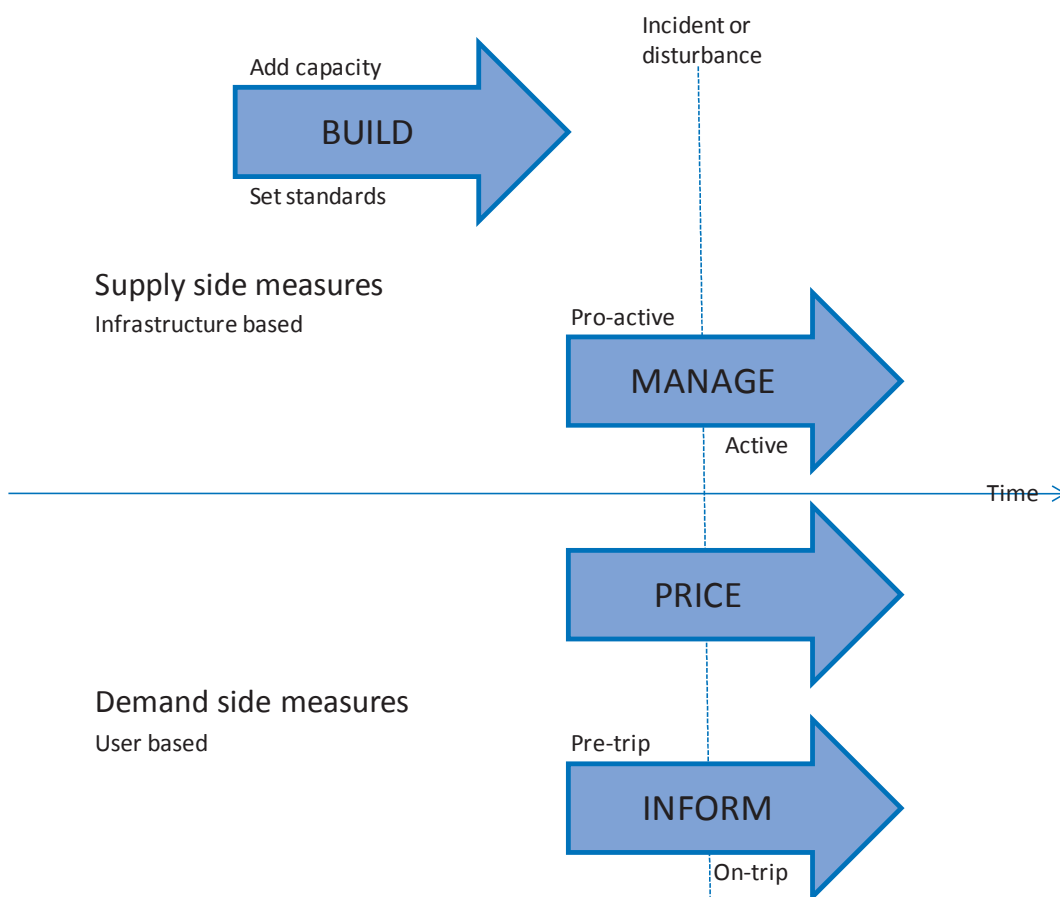 Incident or
disturbance
Add capacity
BUILD
Set standards
Supply side measures
Infrastructure based
Pro-active
MANAGE
Active
Time
PRICE
Demand side measures
User based
Pre-trip
INFORM
On-trip